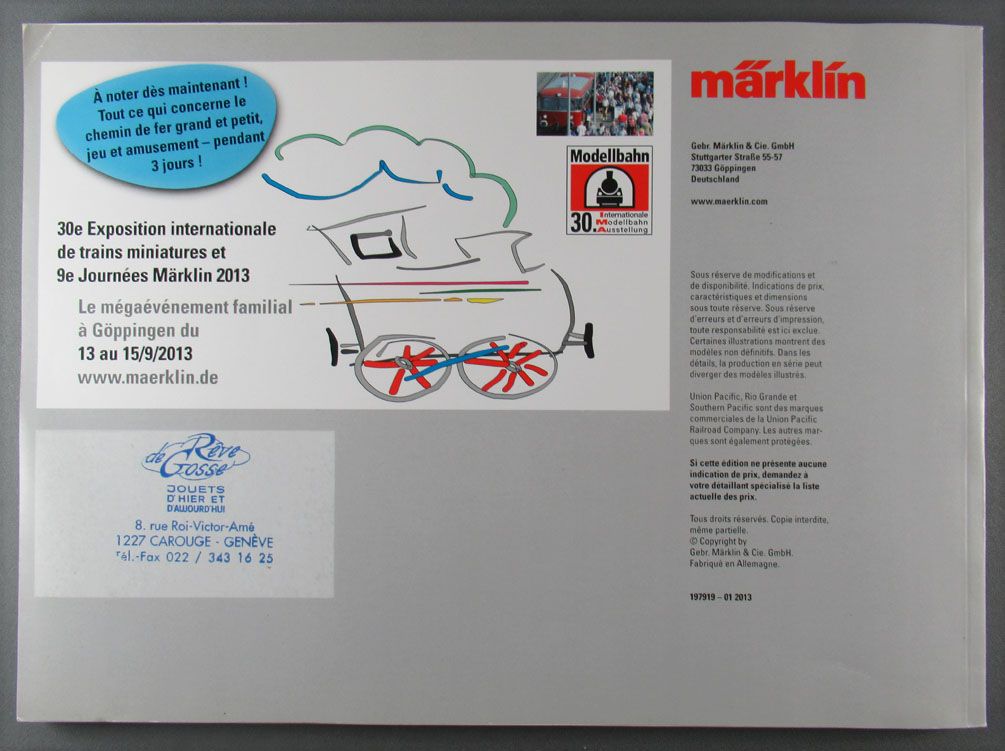 À noter dès maintenant !
Tout ce qui concerne le
chemin de fer grand et petit,
jeu et amusement – pendant
3 jours !
30e Exposition internationale
de trains miniatures et
9e Journées Märklin 2013
Le mégaévénement familial
à Göppingen du
13 au 15/9/2013
www.maerklin.de
Modellbahn
30.
Internationale
Modellbahn
Ausstellung
de Rêve
Gosse
JOUETS
D'HIER ET
D'AUJOURD'HUI
8. rue Roi-Victor-Amé
1227 CAROUGE - GENÈVE
Tél.-Fax 022 / 343 16 25
märklín
Gebr. Märklin & Cie. GmbH
Stuttgarter Straße 55-57
73033 Göppingen
Deutschland
www.maerklin.com
Sous réserve de modifications et
de disponibilité. Indications de prix,
caractéristiques et dimensions
sous toute réserve. Sous réserve
d'erreurs et d'erreurs d'impression,
toute responsabilité est ici exclue.
Certaines illustrations montrent des
modèles non définitifs. Dans les
détails, la production en série peut
diverger des modèles illustrés.
Union Pacific, Rio Grande et
Southern Pacific sont des marques
commerciales de la Union Pacific
Railroad Company. Les autres mar-
ques sont également protégées.
Si cette édition ne présente aucune
indication de prix, demandez à
votre détaillant spécialisé la liste
actuelle des prix.
Tous droits réservés. Copie interdite,
même partielle.
© Copyright by
Gebr. Märklin & Cie. GmbH.
Fabriqué en Allemagne.
197919 – 01 2013